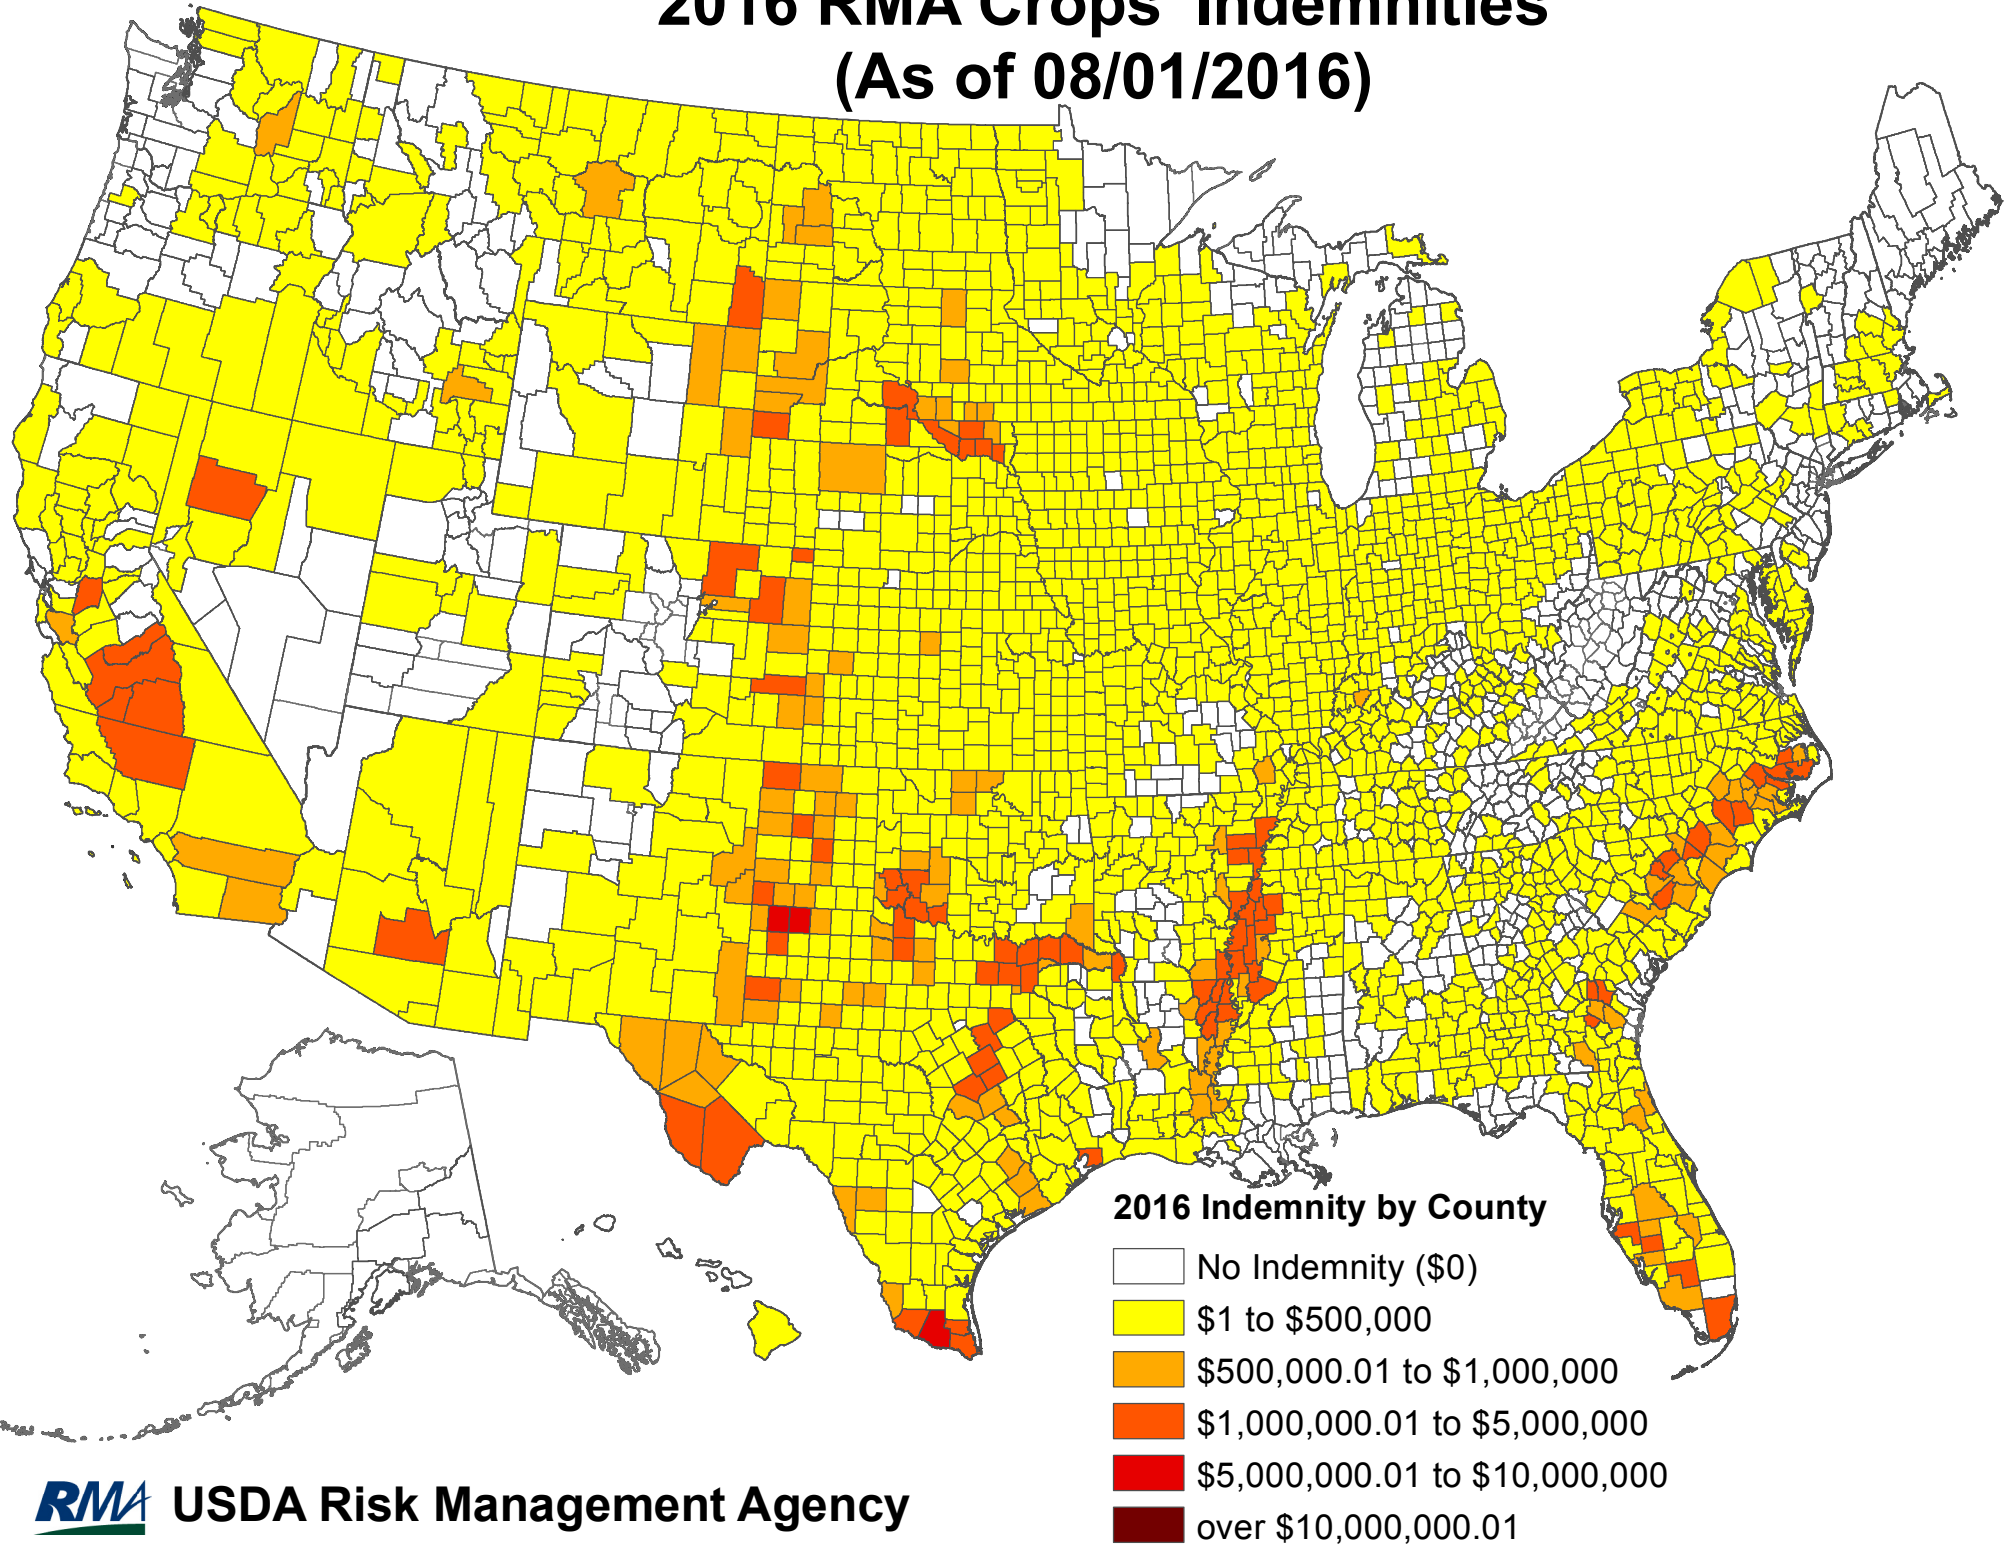 2016 RMA Crops' Indemnities
(As of 08/01/2016)
2016 Indemnity by County
No Indemnity ($0)
$1 to $500,000
$500,000.01 to $1,000,000
$1,000,000.01 to $5,000,000
$5,000,000.01 to $10,000,000
over $10,000,000.01
RMA USDA Risk Management Agency